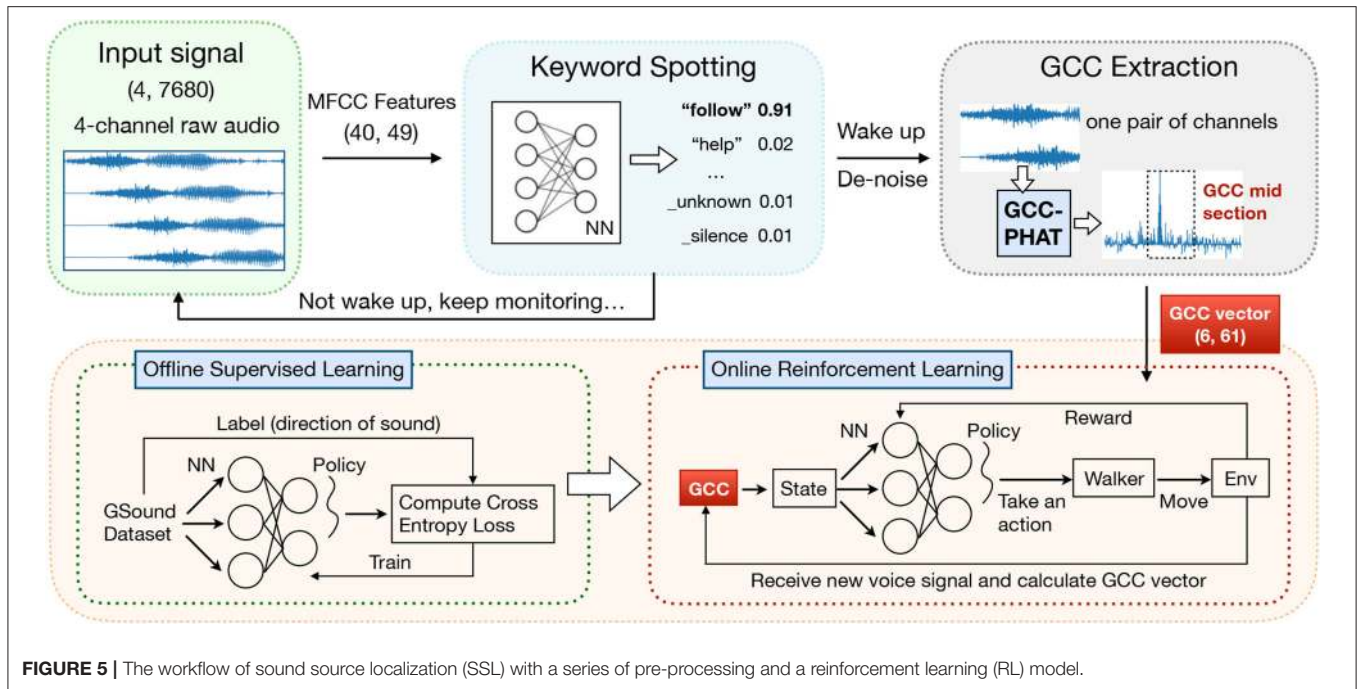 Input signal
(4, 7680)
4-channel raw audio
MFCC Features
(40, 49)
Keyword Spotting
NN
“follow” 0.91
“help” 0.02
...
_unknown 0.01
_silence 0.01
Wake up
De-noise
GCC Extraction
one pair of channels
GCC-
PHAT
GCC mid
section
Not wake up, keep monitoring...
GCC vector
(6, 61)
Offline Supervised Learning
Label (direction of sound)
NN
Policy
GSound
Dataset
Compute Cross
Entropy Loss
Train
Online Reinforcement Learning
Reward
NN
Policy
GCC
State
Take an
action
Walker
Move
Env
Receive new voice signal and calculate GCC vector
FIGURE 5 | The workflow of sound source localization (SSL) with a series of pre-processing and a reinforcement learning (RL) model.